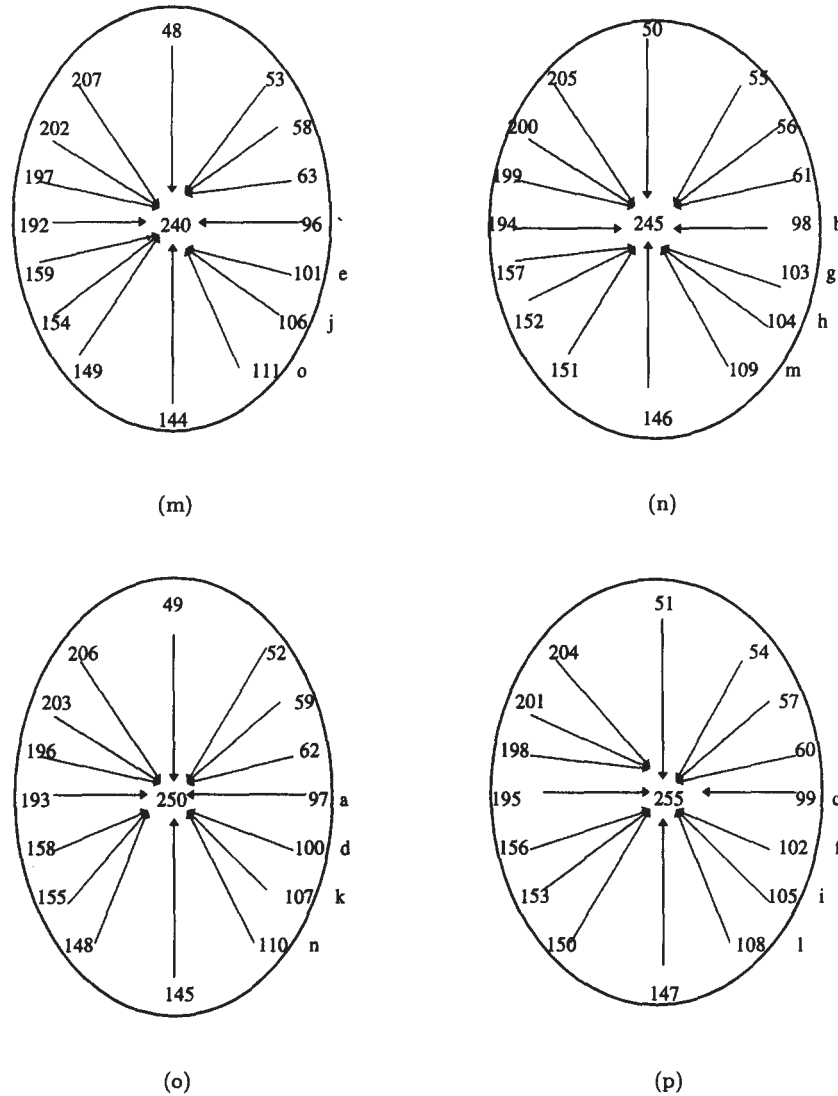 48
207 53
202 58
197 63
192 240 96 `
159 101 e
154 106 j
149 111 o
144
(m)
50
205 55
200 56
199 61
194 245 98
157 103 g
152 104 h
151 109 m
146
(n)
49
206 52
203 59
196 62
193 250 97 a
158 100 d
155 107 k
148 110 n
145
(o)
51
204 54
201 57
198 60
195 255 99
156 102
153 105 i
150 108 l
147
(p)